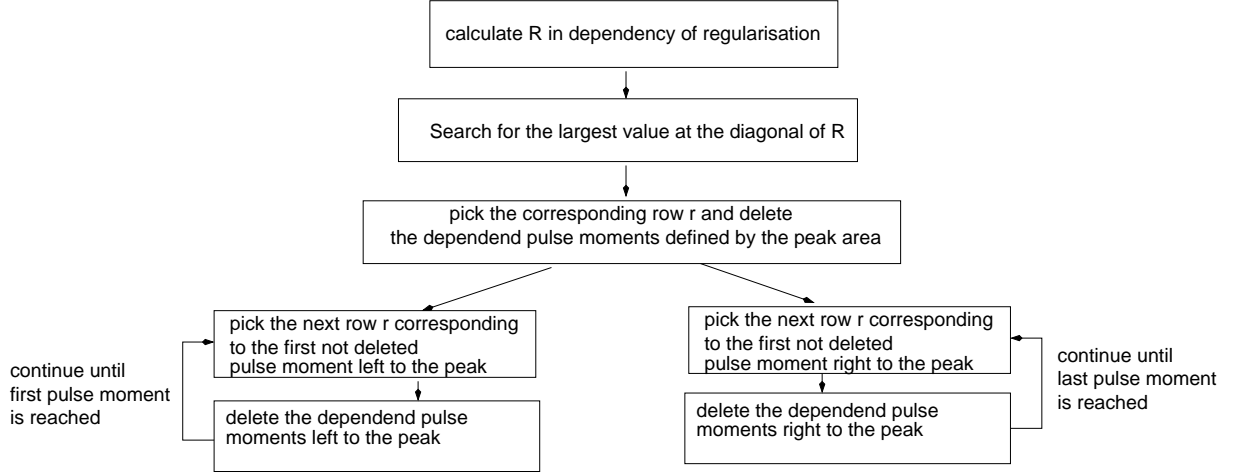 calculate R in dependency of regularisation
Search for the largest value at the diagonal of R
pick the corresponding row r and delete
the dependend pulse moments defined by the peak area
pick the next row r corresponding
to the first not deleted
pulse moment left to the peak
continue until
first pulse moment
is reached
delete the dependend pulse
moments left to the peak
pick the next row r corresponding
to the first not deleted
pulse moment right to the peak
continue until
last pulse moment
is reached
delete the dependend pulse
moments right to the peak